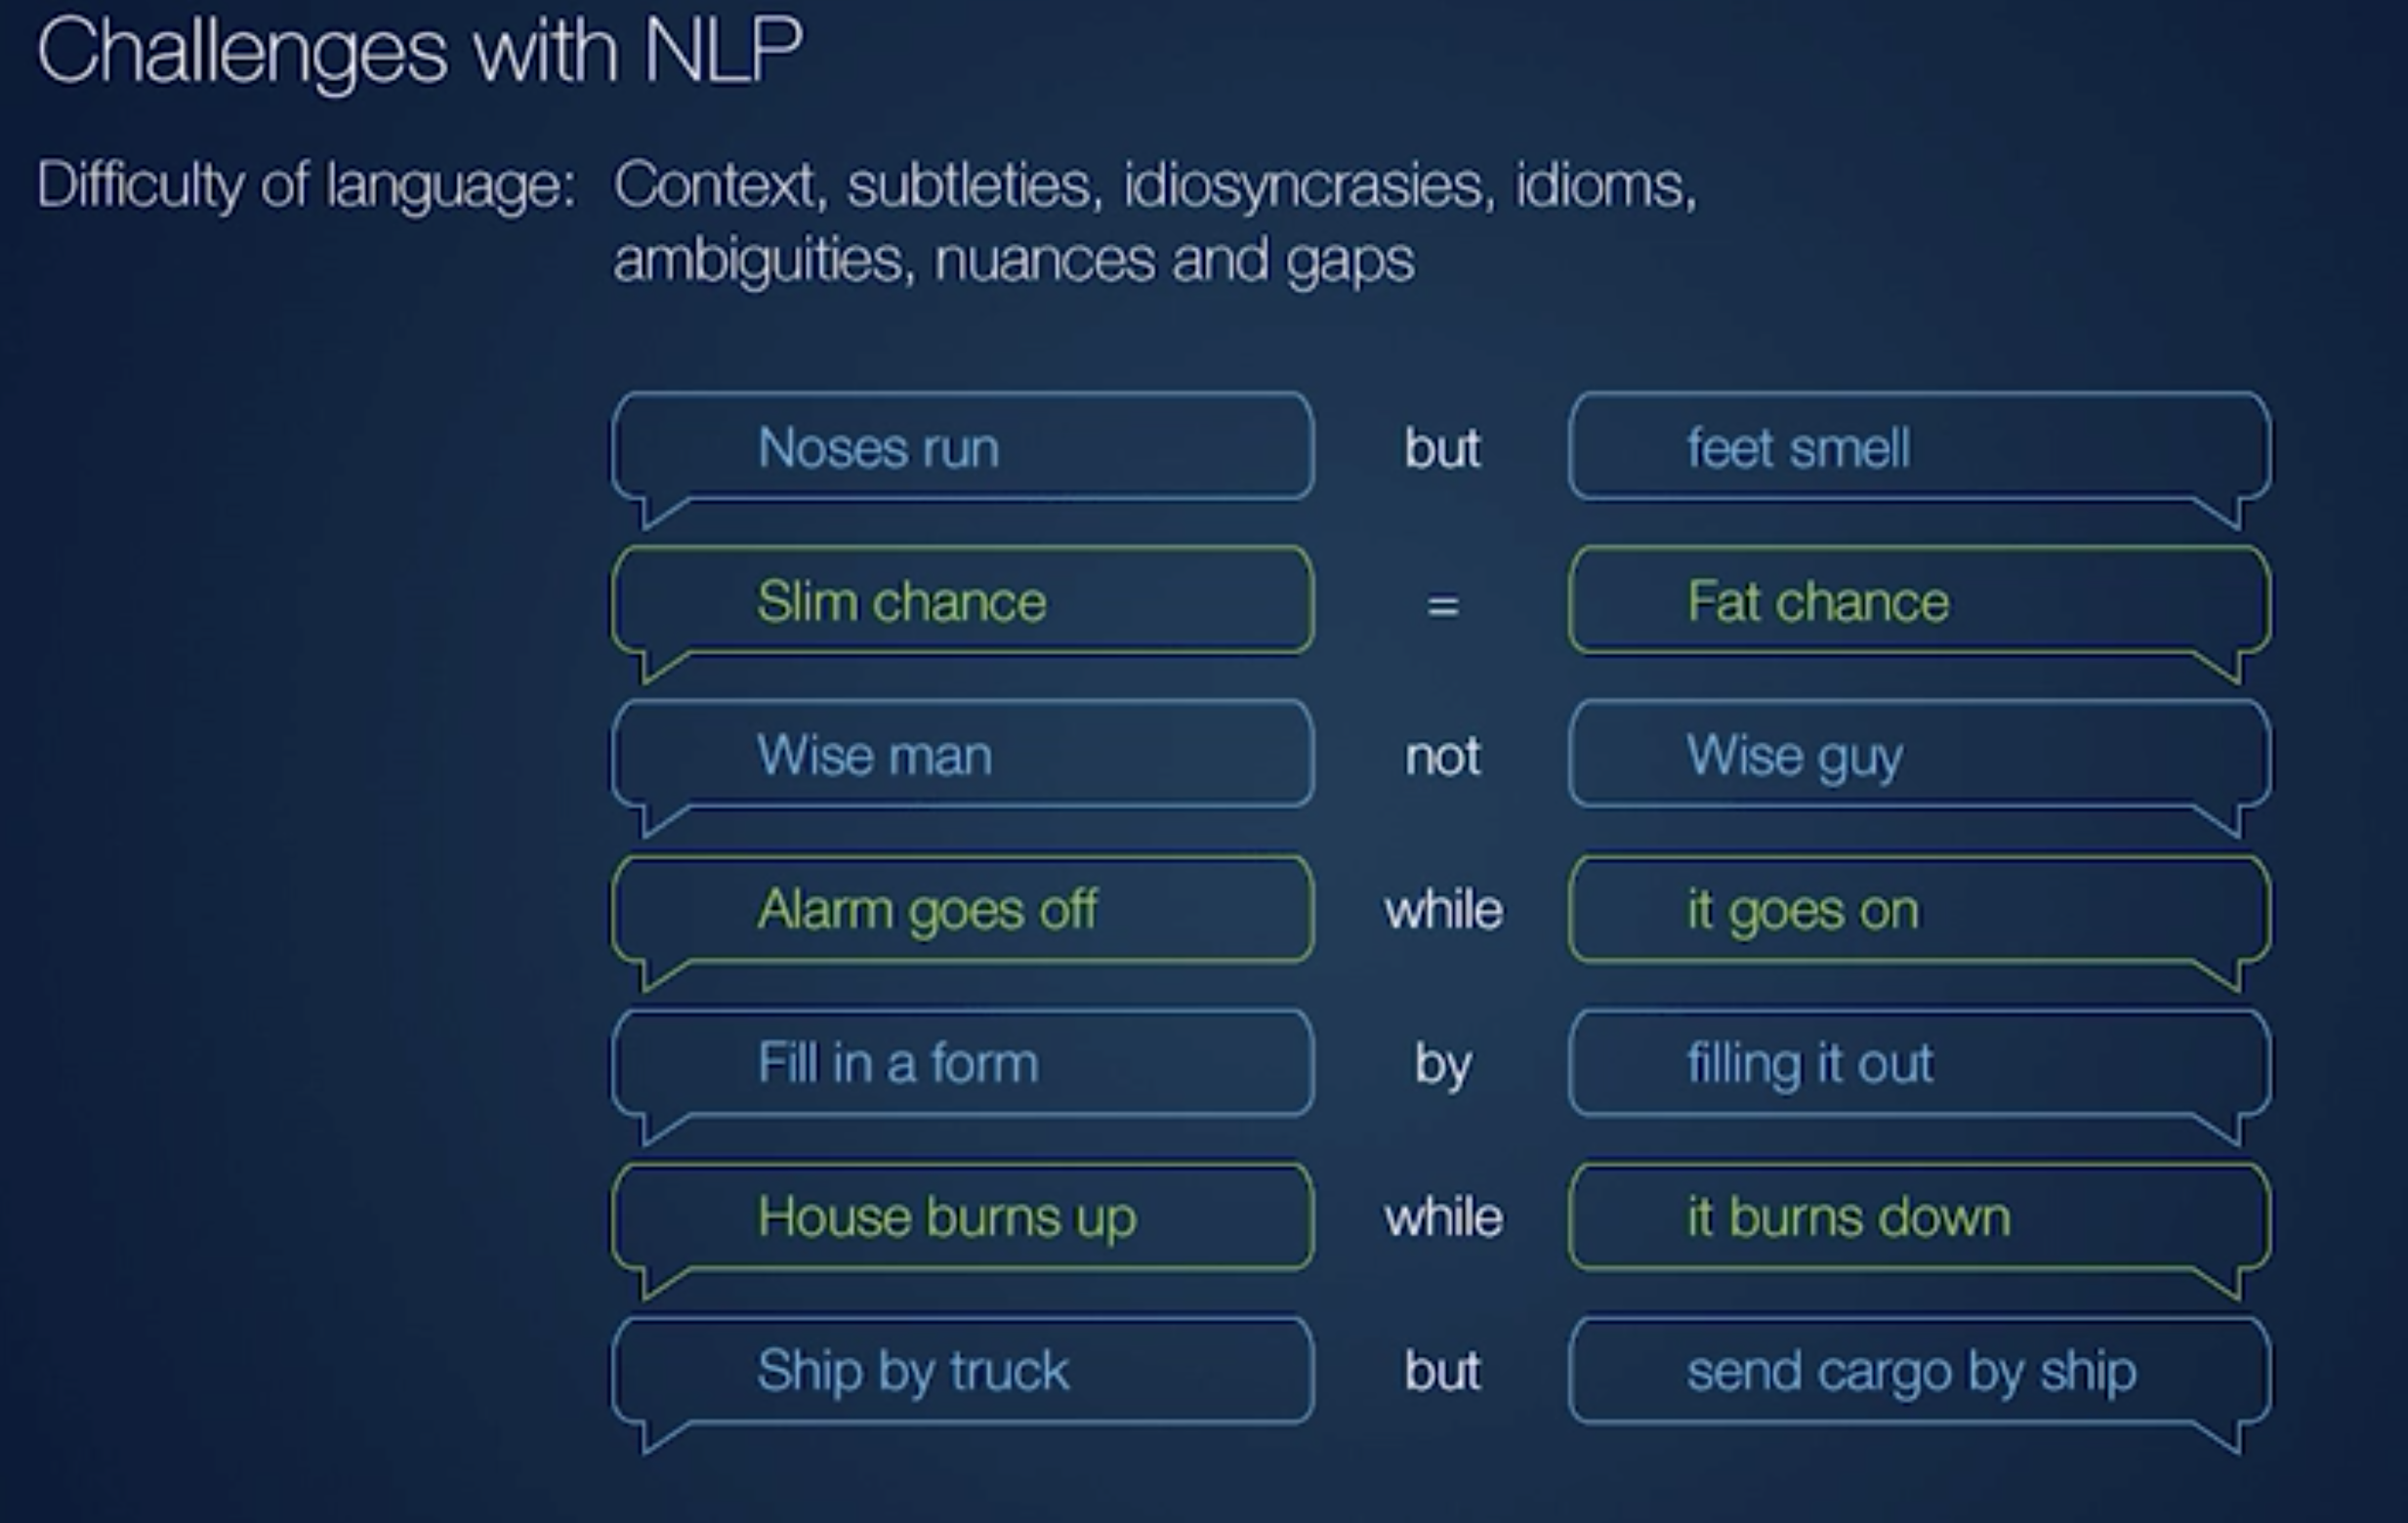 Challenges with NLP
Difficulty of language: Context, subtleties, idiosyncrasies, idioms,
ambiguities, nuances and gaps
Noses run but feet smell
Slim chance = Fat chance
Wise man not Wise guy
Alarm goes off while it goes on
Fill in a form by filling it out
House burns up while it burns down
Ship by truck but send cargo by ship